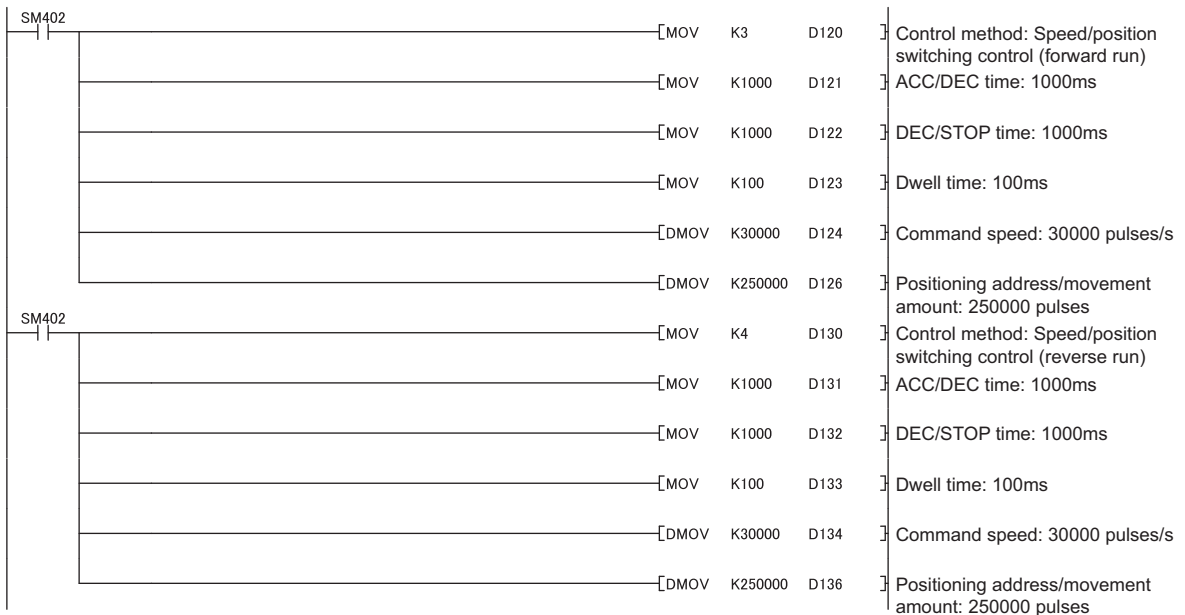 SM402
[MOV K3 D120 ] Control method: Speed/position
switching control (forward run)
[MOV K1000 D121 ] ACC/DEC time: 1000ms
[MOV K1000 D122 ] DEC/STOP time: 1000ms
[MOV K100 D123 ] Dwell time: 100ms
[DMOV K30000 D124 ] Command speed: 30000 pulses/s
[DMOV K250000 D126 ] Positioning address/movement
amount: 250000 pulses
SM402
[MOV K4 D130 ] Control method: Speed/position
switching control (reverse run)
[MOV K1000 D131 ] ACC/DEC time: 1000ms
[MOV K1000 D132 ] DEC/STOP time: 1000ms
[MOV K100 D133 ] Dwell time: 100ms
[DMOV K30000 D134 ] Command speed: 30000 pulses/s
[DMOV K250000 D136 ] Positioning address/movement
amount: 250000 pulses